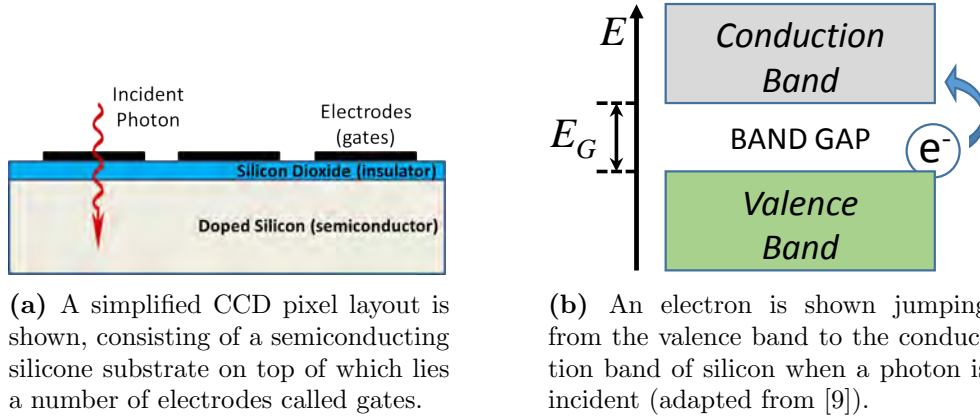 Incident
Photon
Electrodes
(gates)
Silicon Dioxide (insulator)
Doped Silicon (semiconductor)
(a) A simplified CCD pixel layout is
shown, consisting of a semiconducting
silicone substrate on top of which lies
a number of electrodes called gates.
E
Conduction
Band
E_G
BAND GAP
e-
Valence
Band
(b) An electron is shown jumping
from the valence band to the conduc
tion band of silicon when a photon is
incident (adapted from [9]).